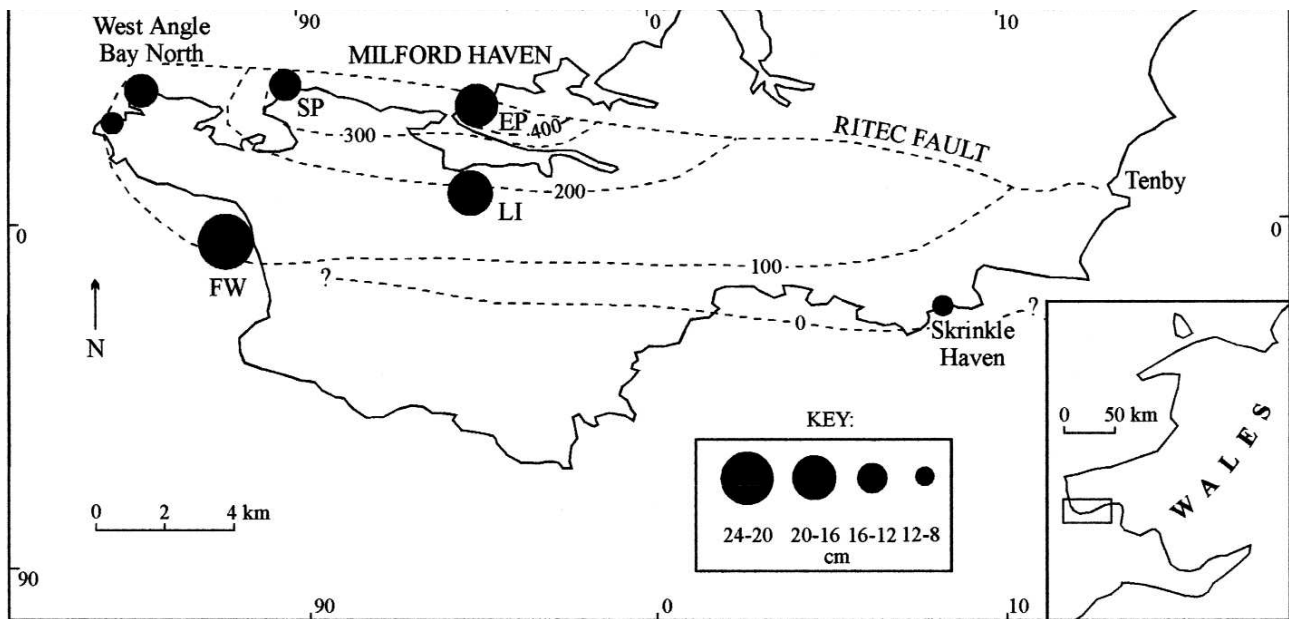 90
0
10
West Angle
Bay North
MILFORD HAVEN
SP
EP
300
400
RITEC FAULT
Tenby
200
LI
0
0
FW
100
?
0
?
Skrinkle
Haven
N
KEY:
24-20
20-16
16-12
12-8
cm
0
2
4 km
0
50 km
WALES
90
90
0
10